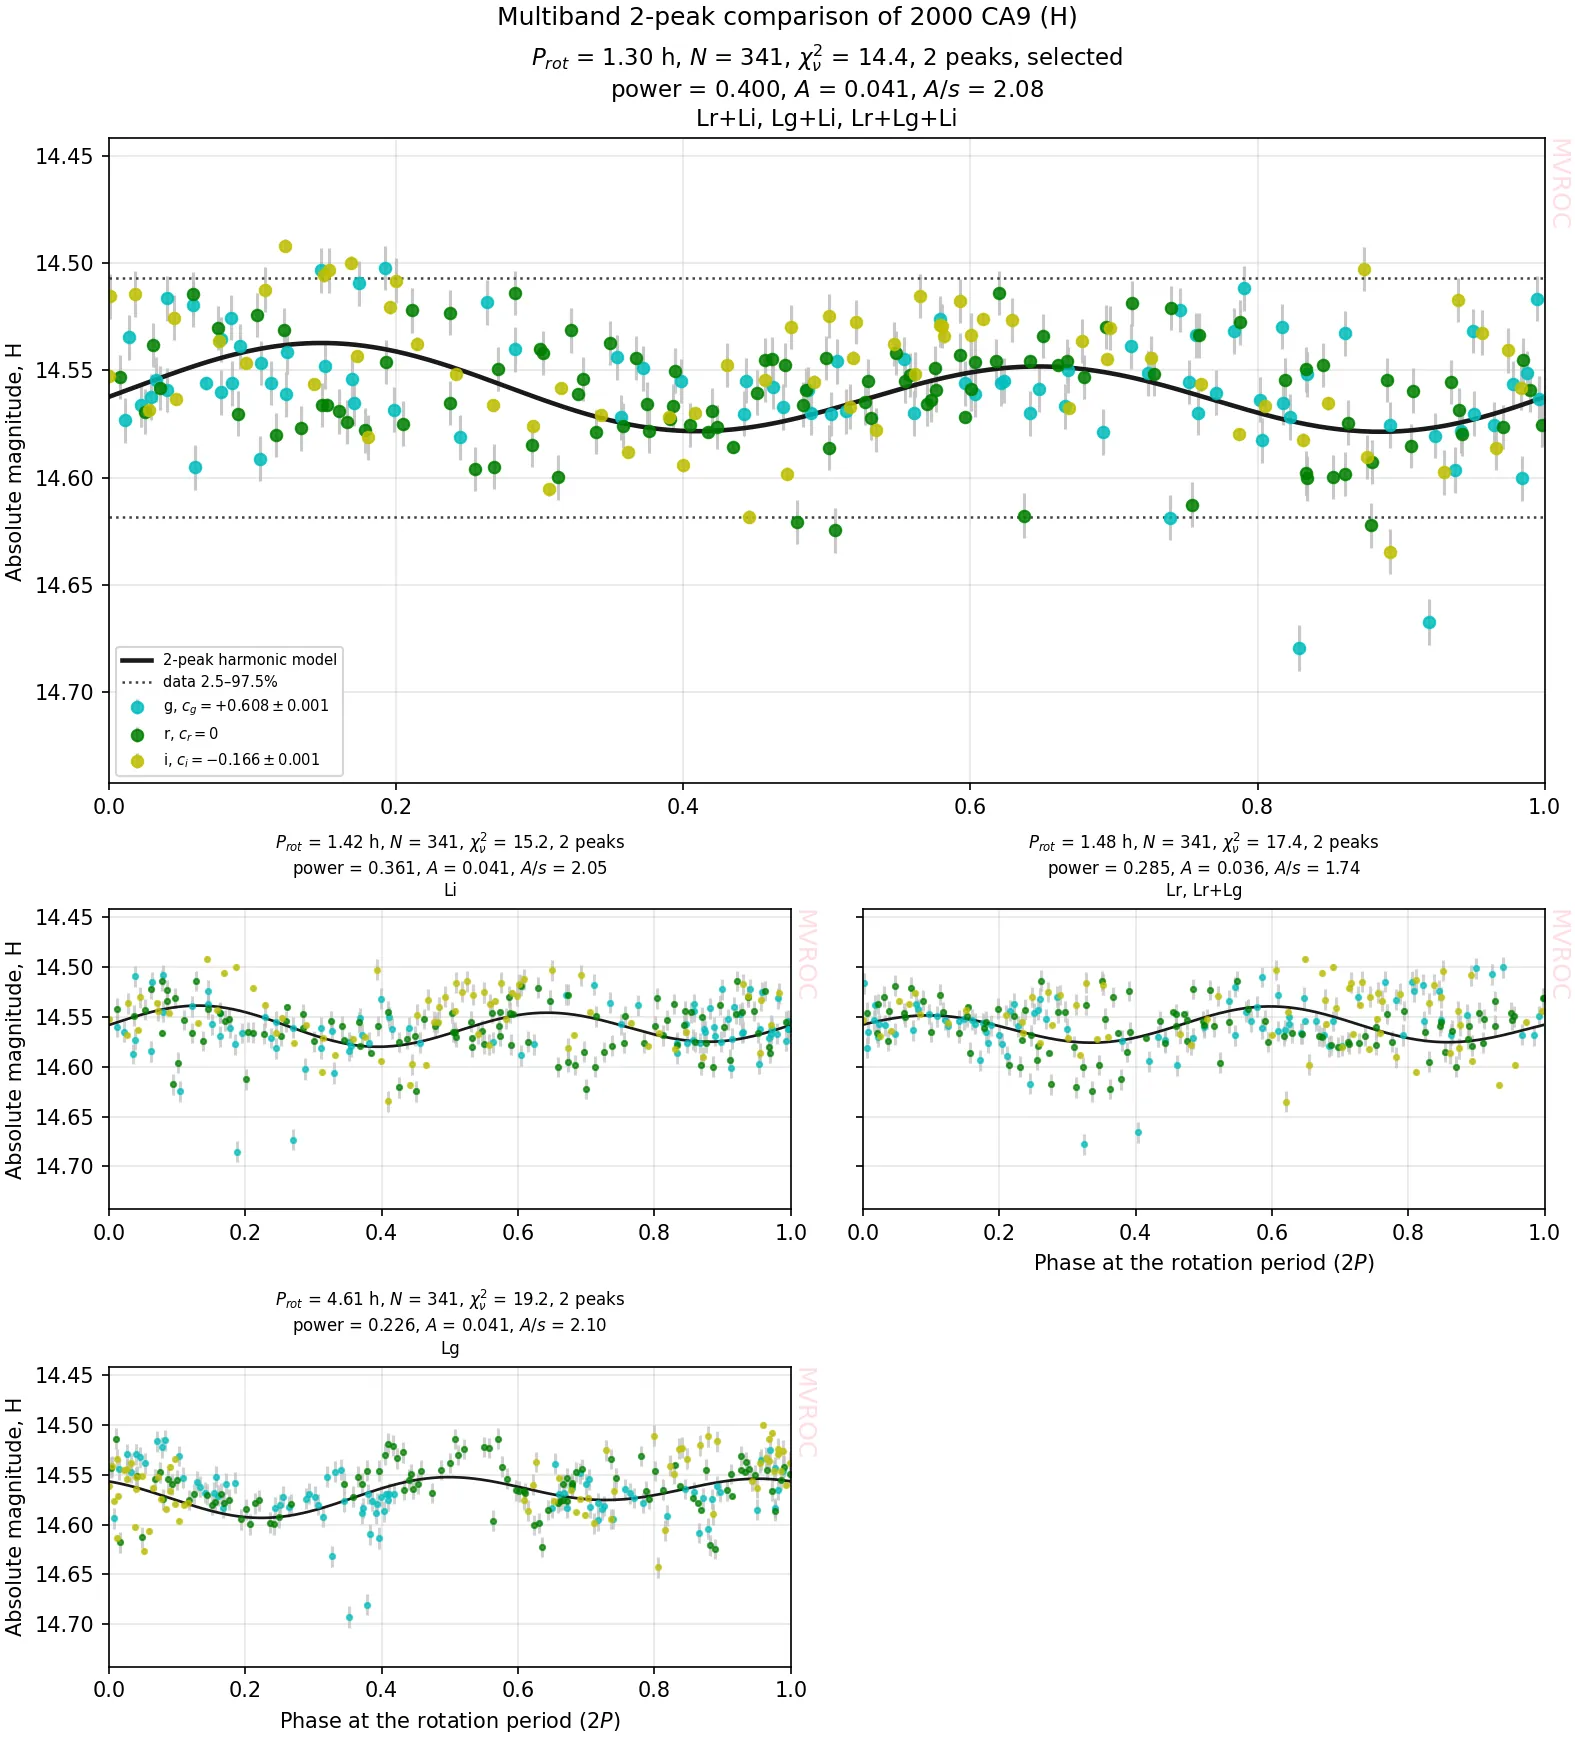 Multiband 2-peak comparison of 2000 CA9 (H)
P_rot = 1.30 h, N = 341, χ²_ν = 14.4, 2 peaks, selected
power = 0.400, A = 0.041, A/s = 2.08
Lr+Li, Lg+Li, Lr+Lg+Li
MVROC
Absolute magnitude, H
14.45
14.50
14.55
14.60
14.65
14.70
2-peak harmonic model
data 2.5–97.5%
g, c_g = +0.608 ± 0.001
r, c_r = 0
i, c_i = −0.166 ± 0.001
0.0 0.2 0.4 0.6 0.8 1.0
P_rot = 1.42 h, N = 341, χ²_ν = 15.2, 2 peaks
power = 0.361, A = 0.041, A/s = 2.05
Li
MVROC
Absolute magnitude, H
14.45
14.50
14.55
14.60
14.65
14.70
0.0 0.2 0.4 0.6 0.8 1.0
P_rot = 1.48 h, N = 341, χ²_ν = 17.4, 2 peaks
power = 0.285, A = 0.036, A/s = 1.74
Lr, Lr+Lg
MVROC
0.0 0.2 0.4 0.6 0.8 1.0
Phase at the rotation period (2P)
P_rot = 4.61 h, N = 341, χ²_ν = 19.2, 2 peaks
power = 0.226, A = 0.041, A/s = 2.10
Lg
MVROC
Absolute magnitude, H
14.45
14.50
14.55
14.60
14.65
14.70
0.0 0.2 0.4 0.6 0.8 1.0
Phase at the rotation period (2P)